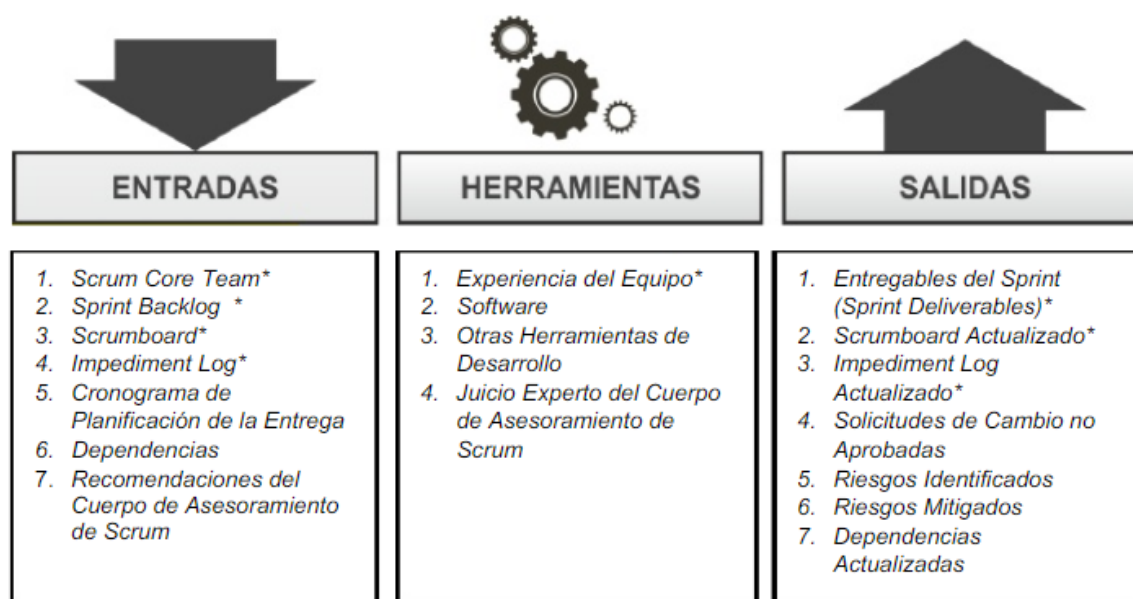 ENTRADAS
HERRAMIENTAS
SALIDAS
1. Scrum Core Team*
2. Sprint Backlog *
3. Scrumboard*
4. Impediment Log*
5. Cronograma de
Planificación de la Entrega
6. Dependencias
7. Recomendaciones del
Cuerpo de Asesoramiento
de Scrum
1. Experiencia del Equipo*
2. Software
3. Otras Herramientas de
Desarrollo
4. Juicio Experto del Cuerpo
de Asesoramiento de
Scrum
1. Entregables del Sprint
(Sprint Deliverables)*
2. Scrumboard Actualizado*
3. Impediment Log
Actualizado*
4. Solicitudes de Cambio no
Aprobadas
5. Riesgos Identificados
6. Riesgos Mitigados
7. Dependencias
Actualizadas